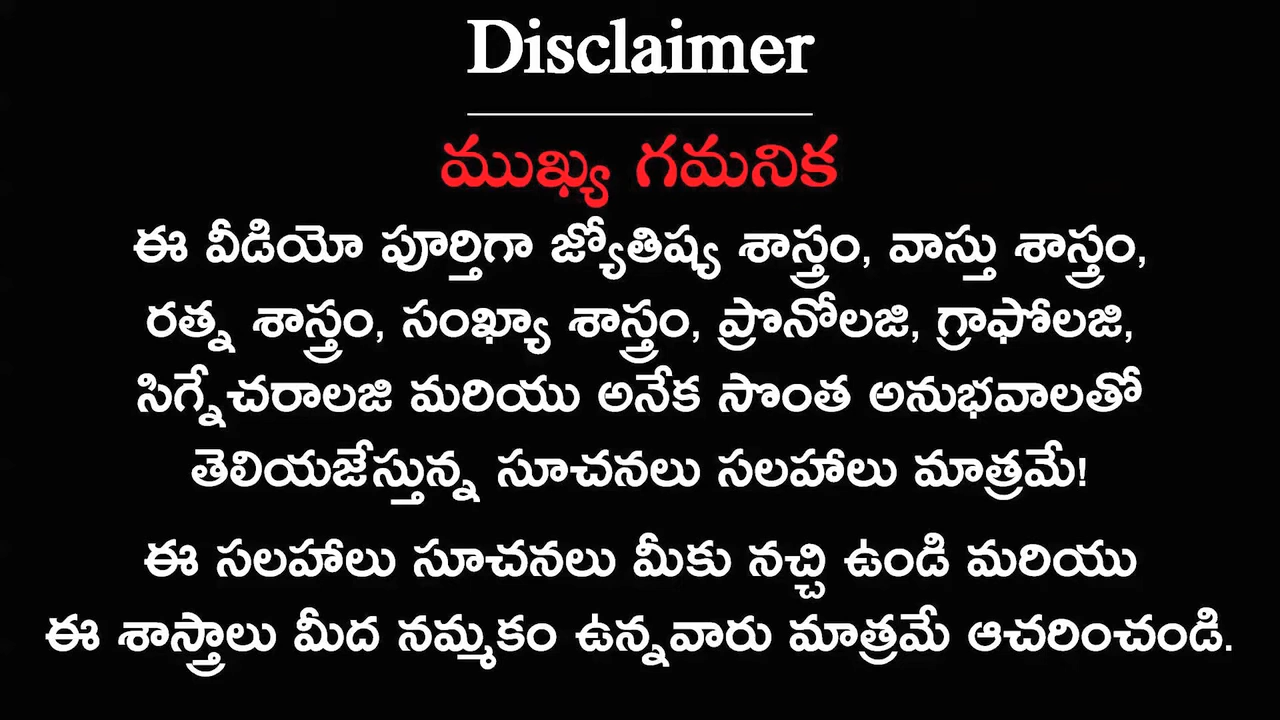 Disclaimer
ముఖ్య గమనిక
ఈ వీడియో పూర్తిగా జ్యోతిష్య శాస్త్రం, వాస్తు శాస్త్రం,
రత్న శాస్త్రం, సంఖ్యా శాస్త్రం, ప్రొనోలజి, గ్రాఫోలజి,
సిగ్నేచరాలజి మరియు అనేక సొంత అనుభవాలతో
తెలియజేస్తున్న సూచనలు సలహాలు మాత్రమే!
ఈ సలహాలు సూచనలు మీకు నచ్చి ఉండి మరియు
ఈ శాస్త్రాలు మీద నమ్మకం ఉన్నవారు మాత్రమే ఆచరించండి.